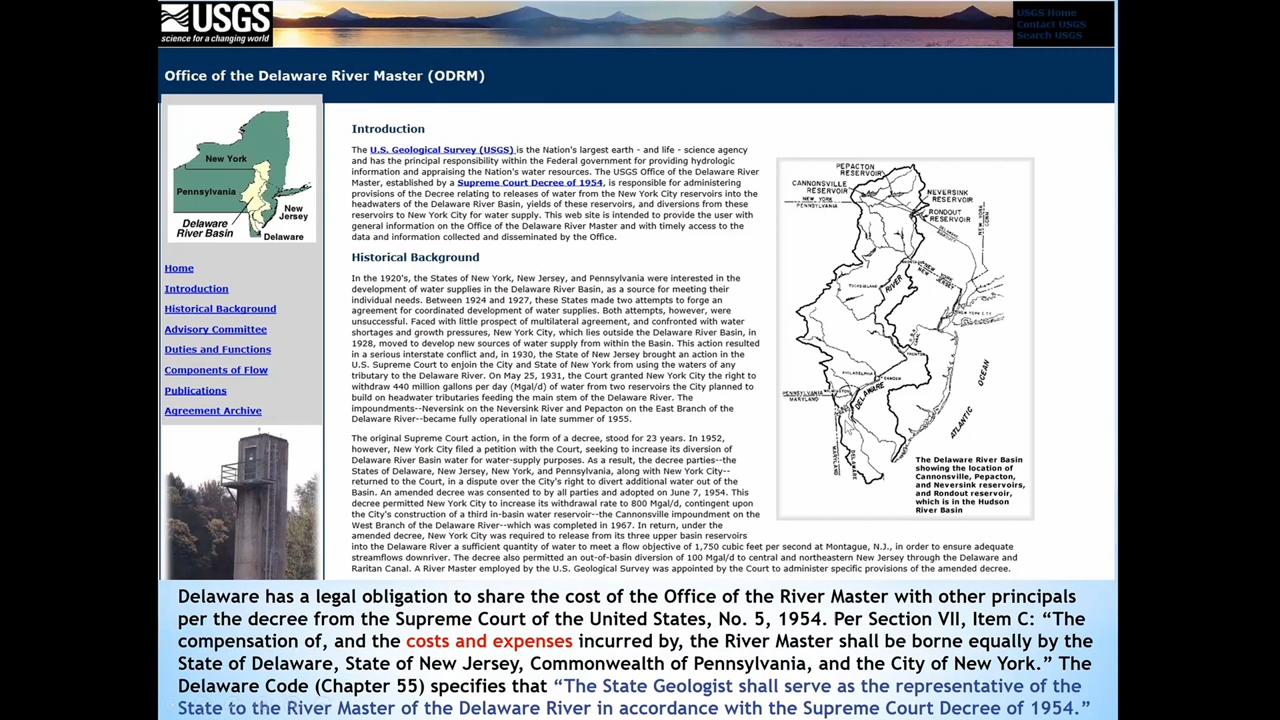 USGS
science for a changing world
USGS Home
Contact USGS
Search USGS
Office of the Delaware River Master (ODRM)
New York
Pennsylvania
New
Jersey
Delaware
River Basin
Delaware
Home
Introduction
Historical Background
Advisory Committee
Duties and Functions
Components of Flow
Publications
Agreement Archive
Introduction
The U.S. Geological Survey (USGS) is the Nation's largest earth - and life - science agency
and has the principal responsibility within the Federal government for providing hydrologic
information and appraising the Nation's water resources. The USGS Office of the Delaware River
Master, established by a Supreme Court Decree of 1954, is responsible for administering
provisions of the Decree relating to releases of water from the New York City reservoirs into the
headwaters of the Delaware River Basin, yields of these reservoirs, and diversions from these
reservoirs to New York City for water supply. This web site is intended to provide the user with
general information on the Office of the Delaware River Master and with timely access to the
data and information collected and disseminated by the Office.
Historical Background
In the 1920's, the States of New York, New Jersey, and Pennsylvania were interested in the
development of water supplies in the Delaware River Basin, as a source for meeting their
individual needs. Between 1924 and 1927, these States made two attempts to forge an
agreement for coordinated development of water supplies. Both attempts, however, were
unsuccessful. Faced with little prospect of multilateral agreement, and confronted with water
shortages and growth pressures, New York City, which lies outside the Delaware River Basin, in
1928, moved to develop new sources of water supply from within the Basin. This action resulted
in a serious interstate conflict and, in 1930, the State of New Jersey brought an action in the
U.S. Supreme Court to enjoin the City and State of New York from using the waters of any
tributary to the Delaware River. On May 25, 1931, the Court granted New York City the right to
withdraw 440 million gallons per day (Mgal/d) of water from two reservoirs the City planned to
build on headwater tributaries feeding the main stem of the Delaware River. The
impoundments--Neversink on the Neversink River and Pepacton on the East Branch of the
Delaware River--became fully operational in late summer of 1955.
The original Supreme Court action, in the form of a decree, stood for 23 years. In 1952,
however, New York City filed a petition with the Court, seeking to increase its diversion of
Delaware River Basin water for water-supply purposes. As a result, the decree parties--the
States of Delaware, New Jersey, New York, and Pennsylvania, along with New York City--
returned to the Court, in a dispute over the City's right to divert additional water out of the
Basin. An amended decree was consented to by all parties and adopted on June 7, 1954. This
decree permitted New York City to increase its withdrawal rate to 800 Mgal/d, contingent upon
the City's construction of a third in-basin water reservoir--the Cannonsville impoundment on the
West Branch of the Delaware River--which was completed in 1967. In return, under the
amended decree, New York City was required to release from its three upper basin reservoirs
into the Delaware River a sufficient quantity of water to meet a flow objective of 1,750 cubic feet per second at Montague, N.J., in order to ensure adequate
streamflows downriver. The decree also permitted an out-of-basin diversion of 100 Mgal/d to central and northeastern New Jersey through the Delaware and
Raritan Canal. A River Master employed by the U.S. Geological Survey was appointed by the Court to administer specific provisions of the amended decree.
PEPACTON
RESERVOIR
CANNONSVILLE
RESERVOIR
NEVERSINK
RESERVOIR
RONDOUT
RESERVOIR
NEW YORK
PENNSYLVANIA
RIVER
NEW YORK CITY
TRENTON
PHILADELPHIA
CAMDEN
PENNSYLVANIA
MARYLAND
WILMINGTON
DELAWARE
MARYLAND
DELAWARE
ATLANTIC
OCEAN
The Delaware River Basin
showing the location of
Cannonsville, Pepacton,
and Neversink reservoirs,
and Rondout reservoir,
which is in the Hudson
River Basin
Delaware has a legal obligation to share the cost of the Office of the River Master with other principals
per the decree from the Supreme Court of the United States, No. 5, 1954. Per Section VII, Item C: “The
compensation of, and the costs and expenses incurred by, the River Master shall be borne equally by the
State of Delaware, State of New Jersey, Commonwealth of Pennsylvania, and the City of New York.” The
Delaware Code (Chapter 55) specifies that “The State Geologist shall serve as the representative of the
State to the River Master of the Delaware River in accordance with the Supreme Court Decree of 1954.”